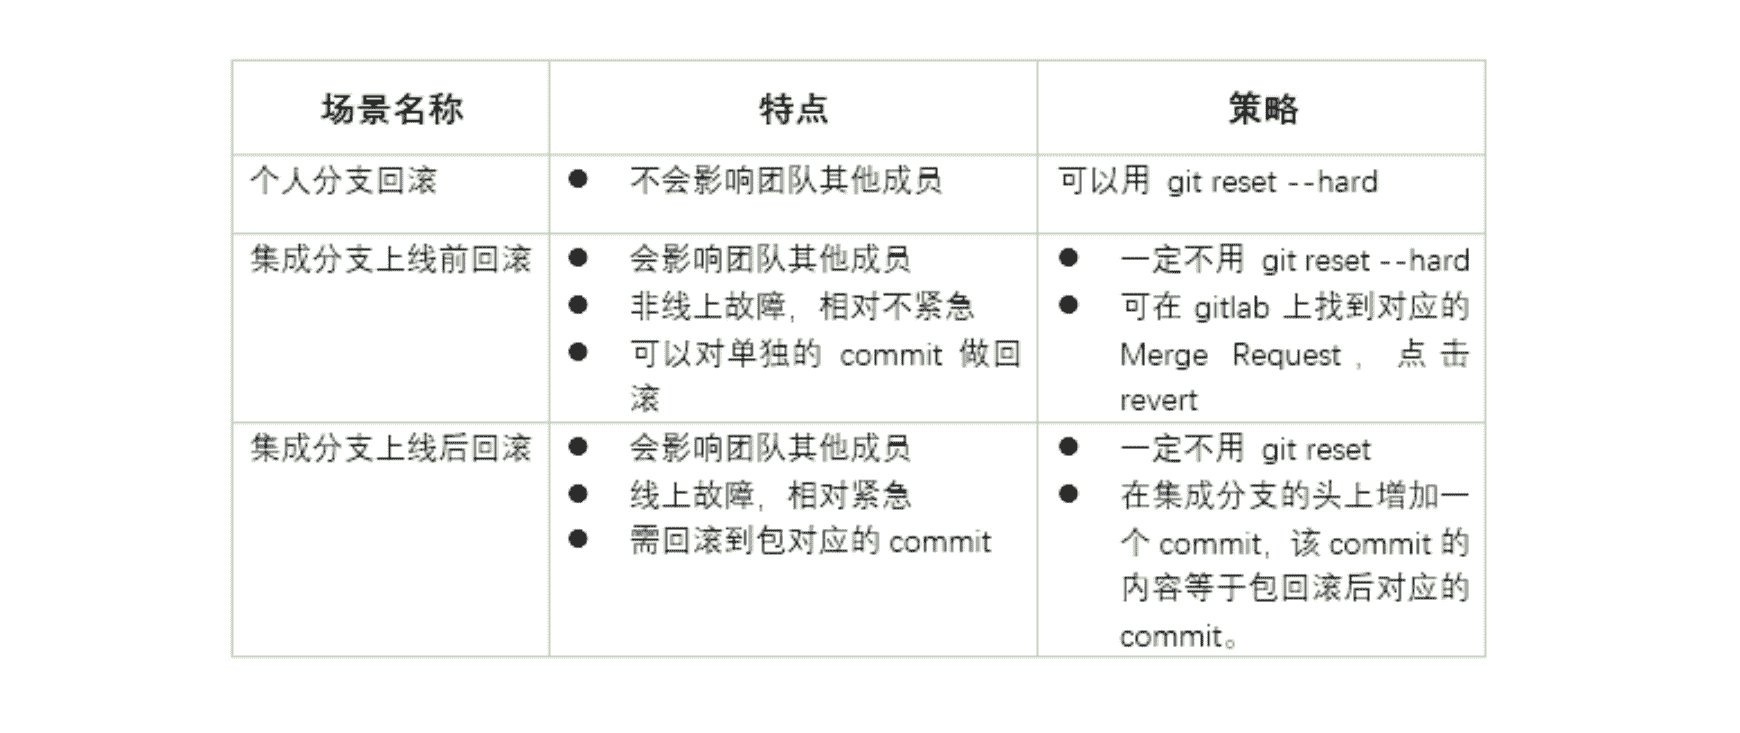 场景名称
特点
策略
个人分支回滚
● 不会影响团队其他成员
可以用 git reset --hard
集成分支上线前回滚
● 会影响团队其他成员
● 非线上故障，相对不紧急
● 可以对单独的 commit 做回
滚
● 一定不用 git reset --hard
● 可在 gitlab 上找到对应的
Merge Request，点击
revert
集成分支上线后回滚
● 会影响团队其他成员
● 线上故障，相对紧急
● 需回滚到包对应的 commit
● 一定不用 git reset
● 在集成分支的头上增加一
个 commit，该 commit 的
内容等于包回滚后对应的
commit。